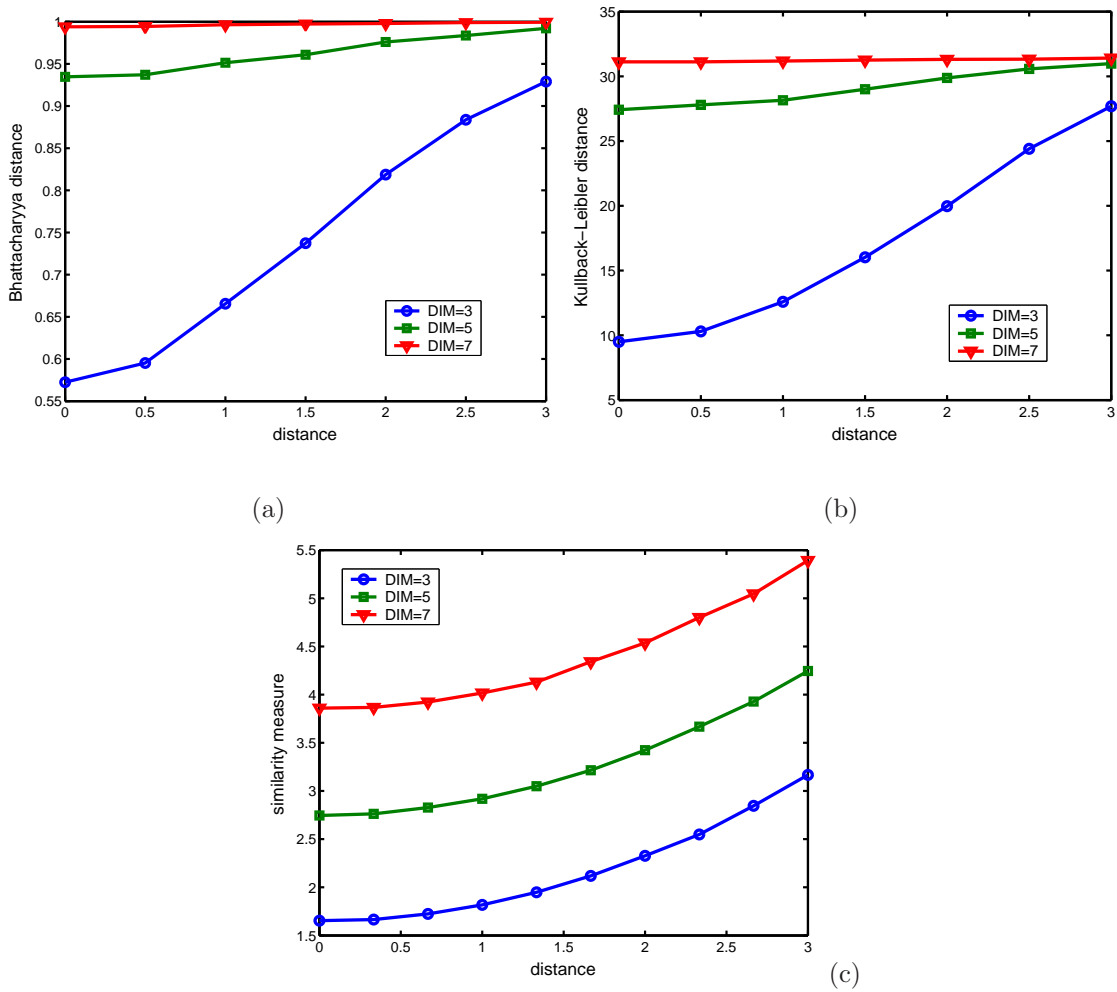 1
0.95
0.9
0.85
0.8
0.75
0.7
0.65
0.6
0.55
Bhattacharyya distance
DIM=3
DIM=5
DIM=7
0 0.5 1 1.5 2 2.5 3
distance
(a)
35
30
25
20
15
10
5
Kullback–Leibler distance
DIM=3
DIM=5
DIM=7
0 0.5 1 1.5 2 2.5 3
distance
(b)
5.5
5
4.5
4
3.5
3
2.5
2
1.5
similarity measure
DIM=3
DIM=5
DIM=7
0 0.5 1 1.5 2 2.5 3
distance
(c)